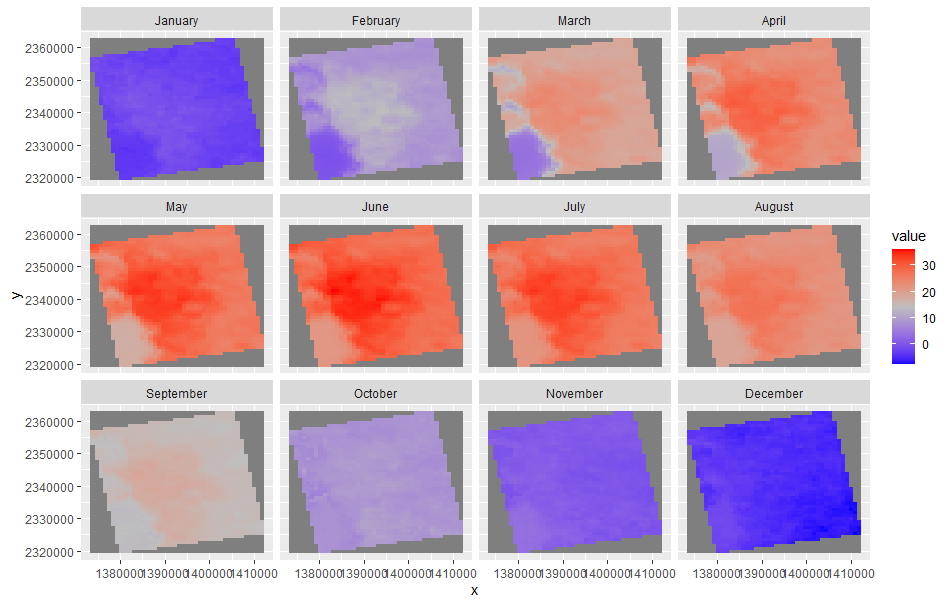 January February March April
2360000
2350000
2340000
2330000
2320000
May June July August
2360000
2350000
2340000
2330000
2320000
September October November December
2360000
2350000
2340000
2330000
2320000
1380000 1390000 1400000 1410000 1380000 1390000 1400000 1410000 1380000 1390000 1400000 1410000 1380000 1390000 1400000 1410000
x
y
value
30
20
10
0